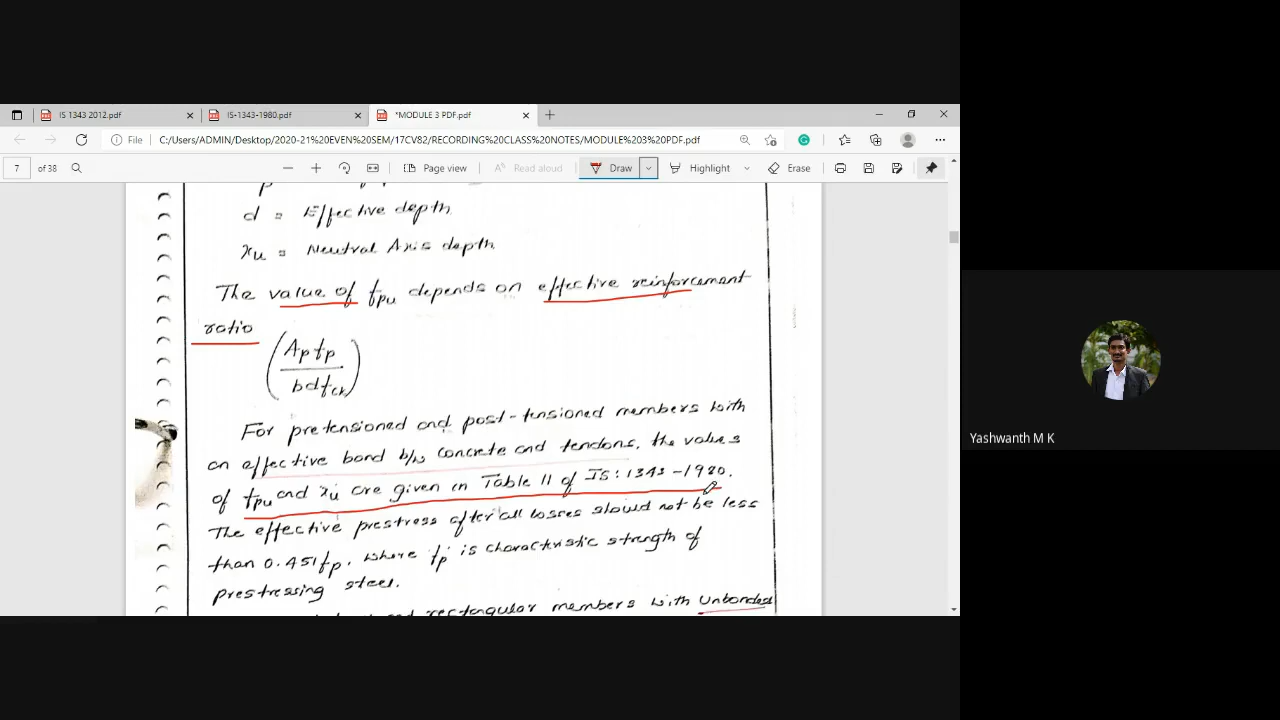 IS 1343 2012.pdf
IS-1343-1980.pdf
*MODULE 3 PDF.pdf
File
C:/Users/ADMIN/Desktop/2020-21%20EVEN%20SEM/17CV82/RECORDING%20CLASS%20NOTES/MODULE%203%20PDF.pdf
7 of 38
Page view
Read aloud
Draw
Highlight
Erase
d = Effective depth
xu = Neutral Axis depth
The value of fpu depends on effective reinforcement
ratio (Ap fp / bdfck)
For pretensioned and post-tensioned members with
an effective bond b/w concrete and tendons, the values
of fpu and xu are given in Table 11 of IS:1343-1980.
The effective prestress after all losses should not be less
than 0.451fp, where fp is characteristic strength of
prestressing steel.
rectangular members with Unbonded
Yashwanth M K